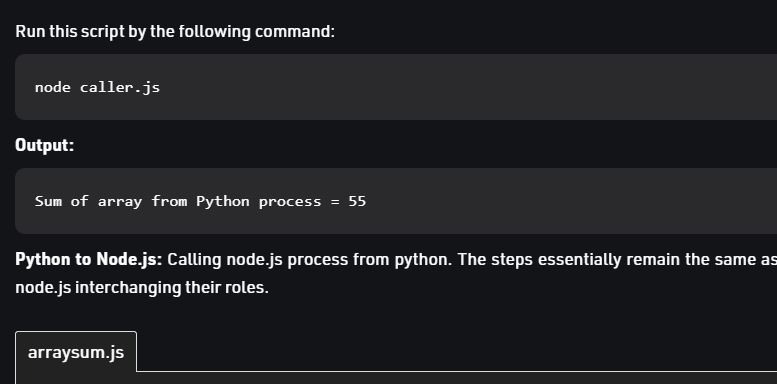 Run this script by the following command:
node caller.js
Output:
Sum of array from Python process = 55
Python to Node.js: Calling node.js process from python. The steps essentially remain the same as
node.js interchanging their roles.
arraysum.js